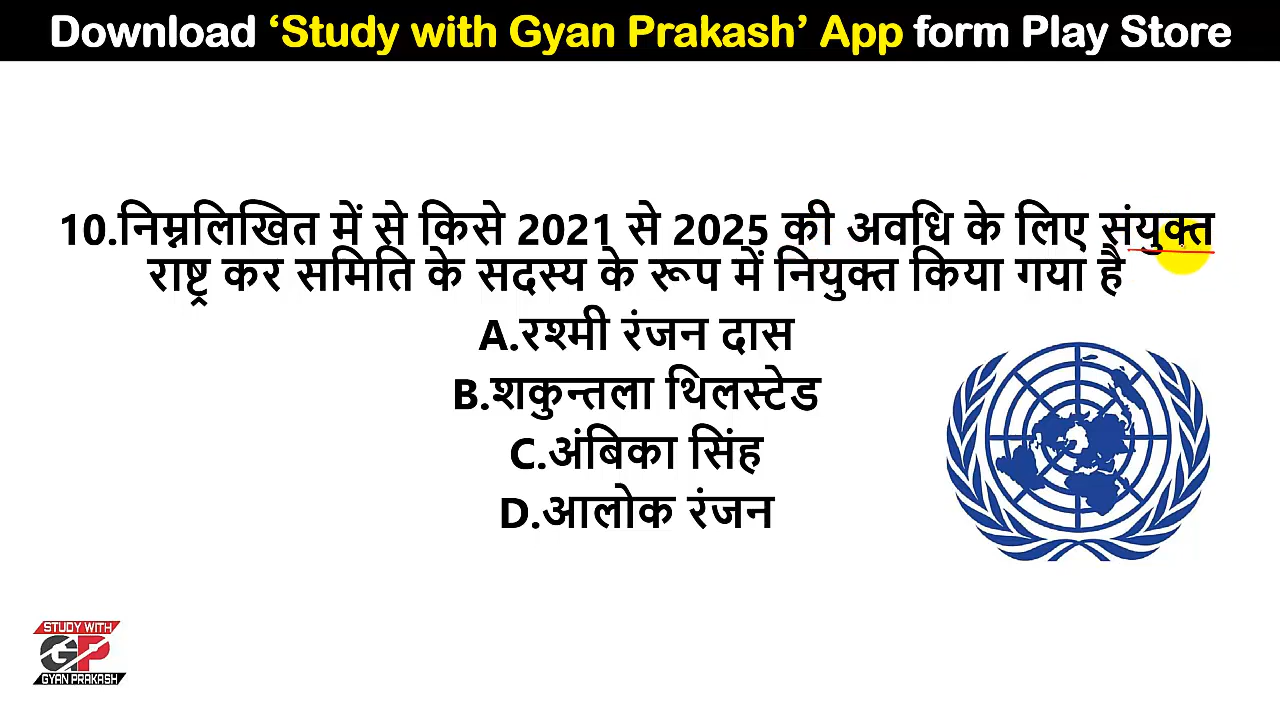 Download ‘Study with Gyan Prakash’ App form Play Store
10.निम्नलिखित में से किसे 2021 से 2025 की अवधि के लिए संयुक्त
राष्ट्र कर समिति के सदस्य के रूप में नियुक्त किया गया है
A.रश्मी रंजन दास
B.शकुन्तला थिलस्टेड
C.अंबिका सिंह
D.आलोक रंजन
STUDY WITH
GP
GYAN PRAKASH